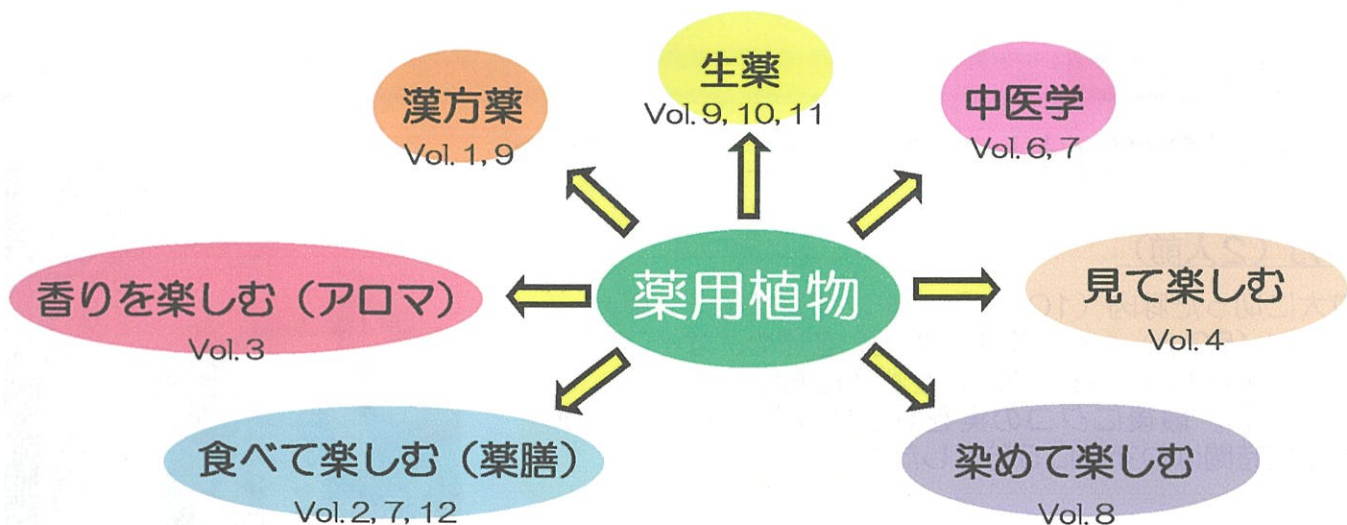 生薬
Vol. 9, 10, 11
漢方薬
Vol. 1, 9
中医学
Vol. 6, 7
香りを楽しむ（アロマ）
Vol. 3
薬用植物
見て楽しむ
Vol. 4
食べて楽しむ（薬膳）
Vol. 2, 7, 12
染めて楽しむ
Vol. 8